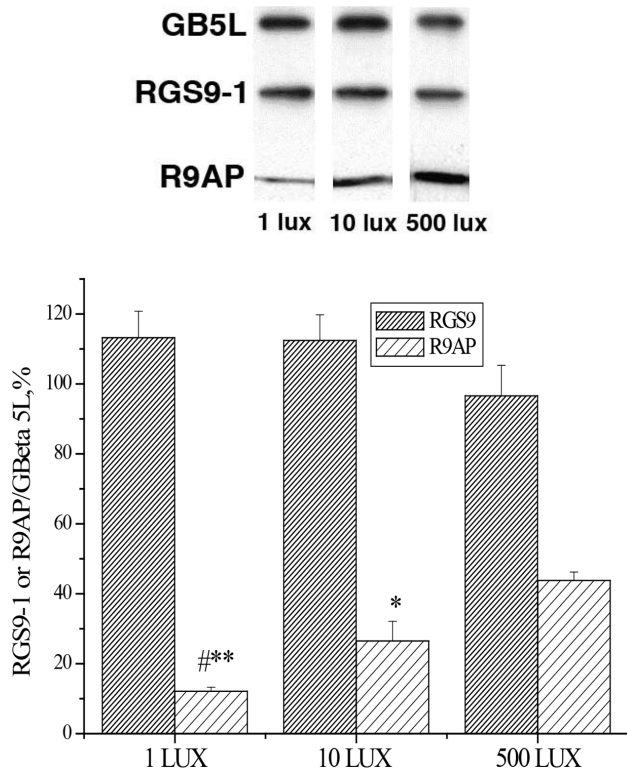 GB5L
RGS9-1
R9AP
1 lux 10 lux 500 lux
RGS9-1 or R9AP/GBeta 5L,%
120
100
80
60
40
20
0
RGS9
R9AP
#**
*
1 LUX 10 LUX 500 LUX